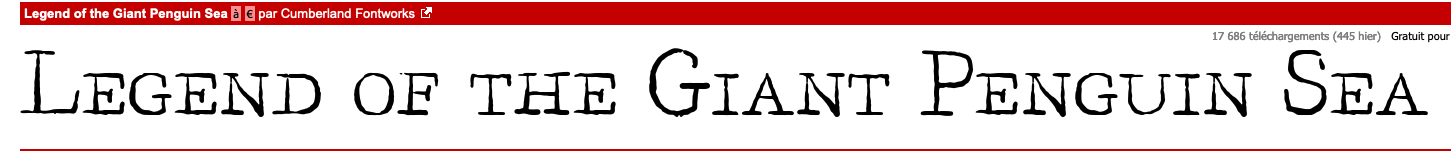 Legend of the Giant Penguin Sea à € par Cumberland Fontworks
17 686 téléchargements (445 hier) Gratuit pour
Legend of the Giant Penguin Sea